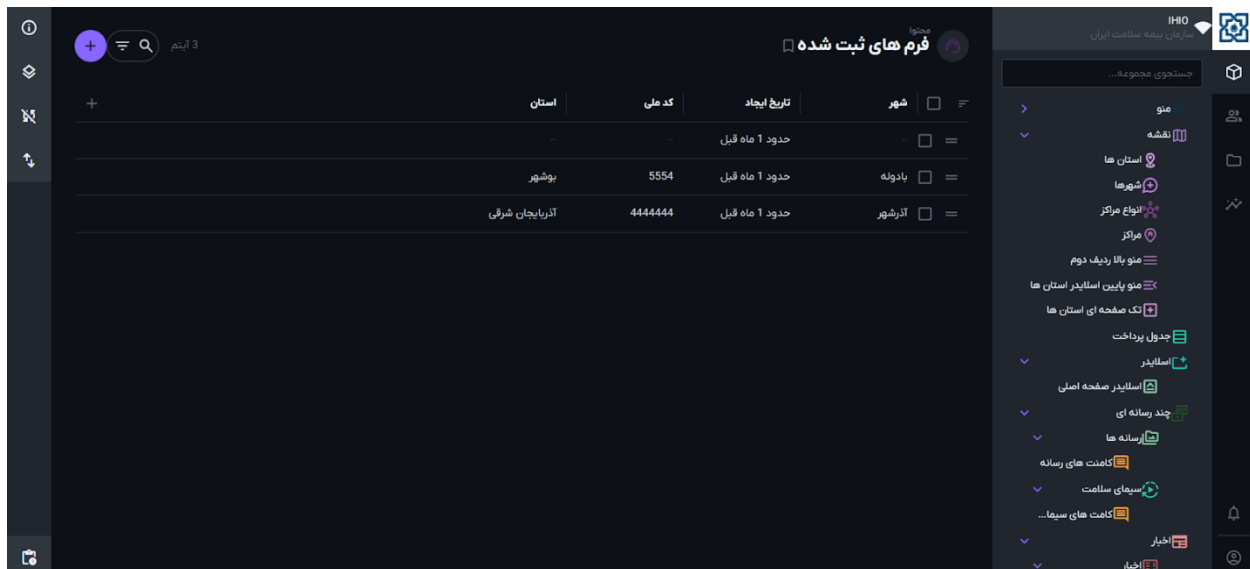 IHIO
سازمان بیمه سلامت ایران
جستجوی مجموعه...
منو
نقشه
استان ها
شهرها
انواع مراکز
مراکز
منو بالا ردیف دوم
منو پایین اسلایدر استان ها
تک صفحه ای استان ها
جدول پرداخت
اسلایدر
اسلایدر صفحه اصلی
چند رسانه ای
رسانه ها
کامنت های رسانه
سیمای سلامت
کامت های سیما...
اخبار
اخبار
محتوا
فرم های ثبت شده
3 آیتم
شهر تاریخ ایجاد کد ملی استان
– حدود 1 ماه قبل – –
بادوله حدود 1 ماه قبل 5554 بوشهر
آذرشهر حدود 1 ماه قبل 4444444 آذربایجان شرقی